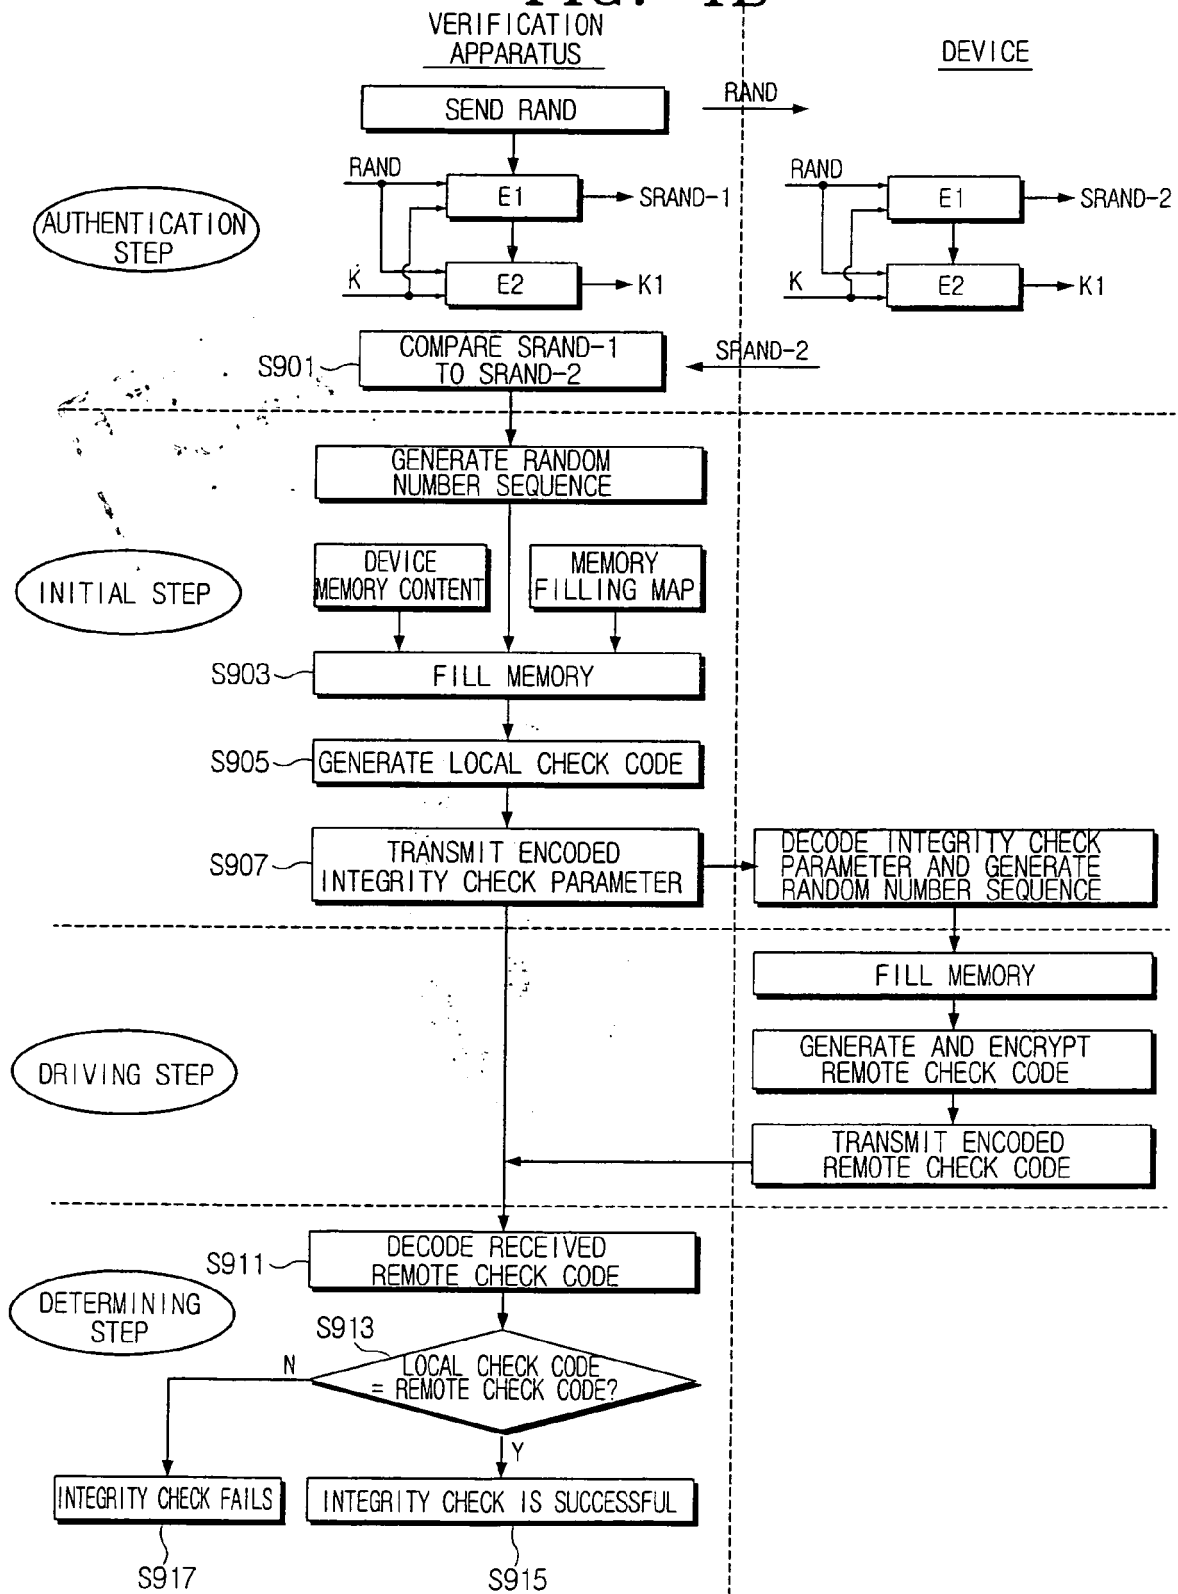 FIG. 4B
VERIFICATION
APPARATUS
DEVICE
SEND RAND
RAND
RAND
E1
SRAND-1
K
E2
K1
RAND
E1
SRAND-2
K
E2
K1
AUTHENTICATION
STEP
S901
COMPARE SRAND-1
TO SRAND-2
SRAND-2
GENERATE RANDOM
NUMBER SEQUENCE
INITIAL STEP
DEVICE
MEMORY CONTENT
MEMORY
FILLING MAP
S903
FILL MEMORY
S905
GENERATE LOCAL CHECK CODE
S907
TRANSMIT ENCODED
INTEGRITY CHECK PARAMETER
DECODE INTEGRITY CHECK
PARAMETER AND GENERATE
RANDOM NUMBER SEQUENCE
FILL MEMORY
DRIVING STEP
GENERATE AND ENCRYPT
REMOTE CHECK CODE
TRANSMIT ENCODED
REMOTE CHECK CODE
S911
DECODE RECEIVED
REMOTE CHECK CODE
DETERMINING
STEP
S913
LOCAL CHECK CODE
= REMOTE CHECK CODE?
N
Y
INTEGRITY CHECK FAILS
INTEGRITY CHECK IS SUCCESSFUL
S917
S915